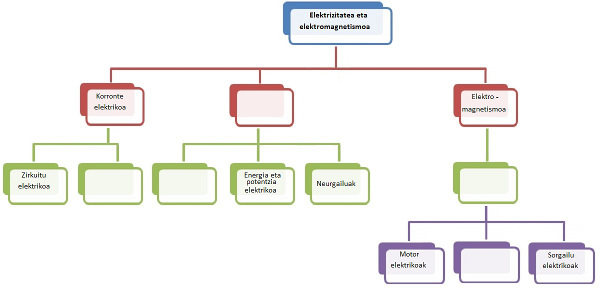 Elektrizitatea eta
elektromagnetismoa
Korronte
elektrikoa
Elektro -
magnetismoa
Zirkuitu
elektrikoa
Energia eta
potentzia
elektrikoa
Neurgailuak
Motor
elektrikoak
Sorgailu
elektrikoak